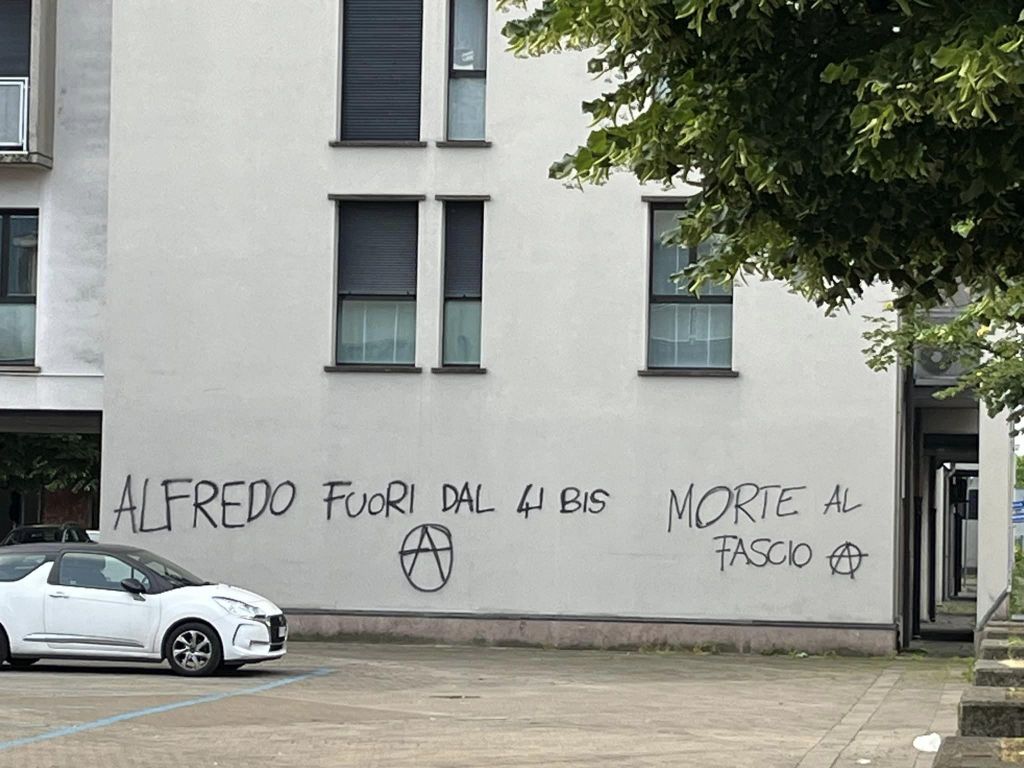 ALFREDO FUORI DAL 41 BIS
MORTE AL
FASCIO